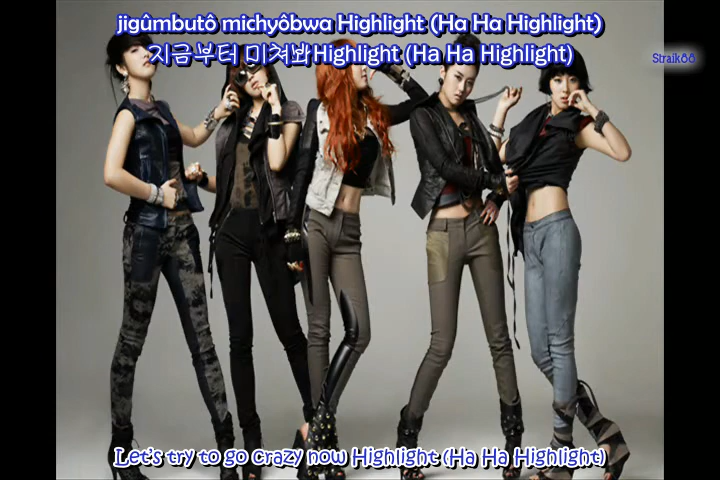 jigûmbutô michyôbwa Highlight (Ha Ha Highlight)
지금부터 미쳐봐Highlight (Ha Ha Highlight)
Straik88
Let's try to go crazy now Highlight (Ha Ha Highlight)